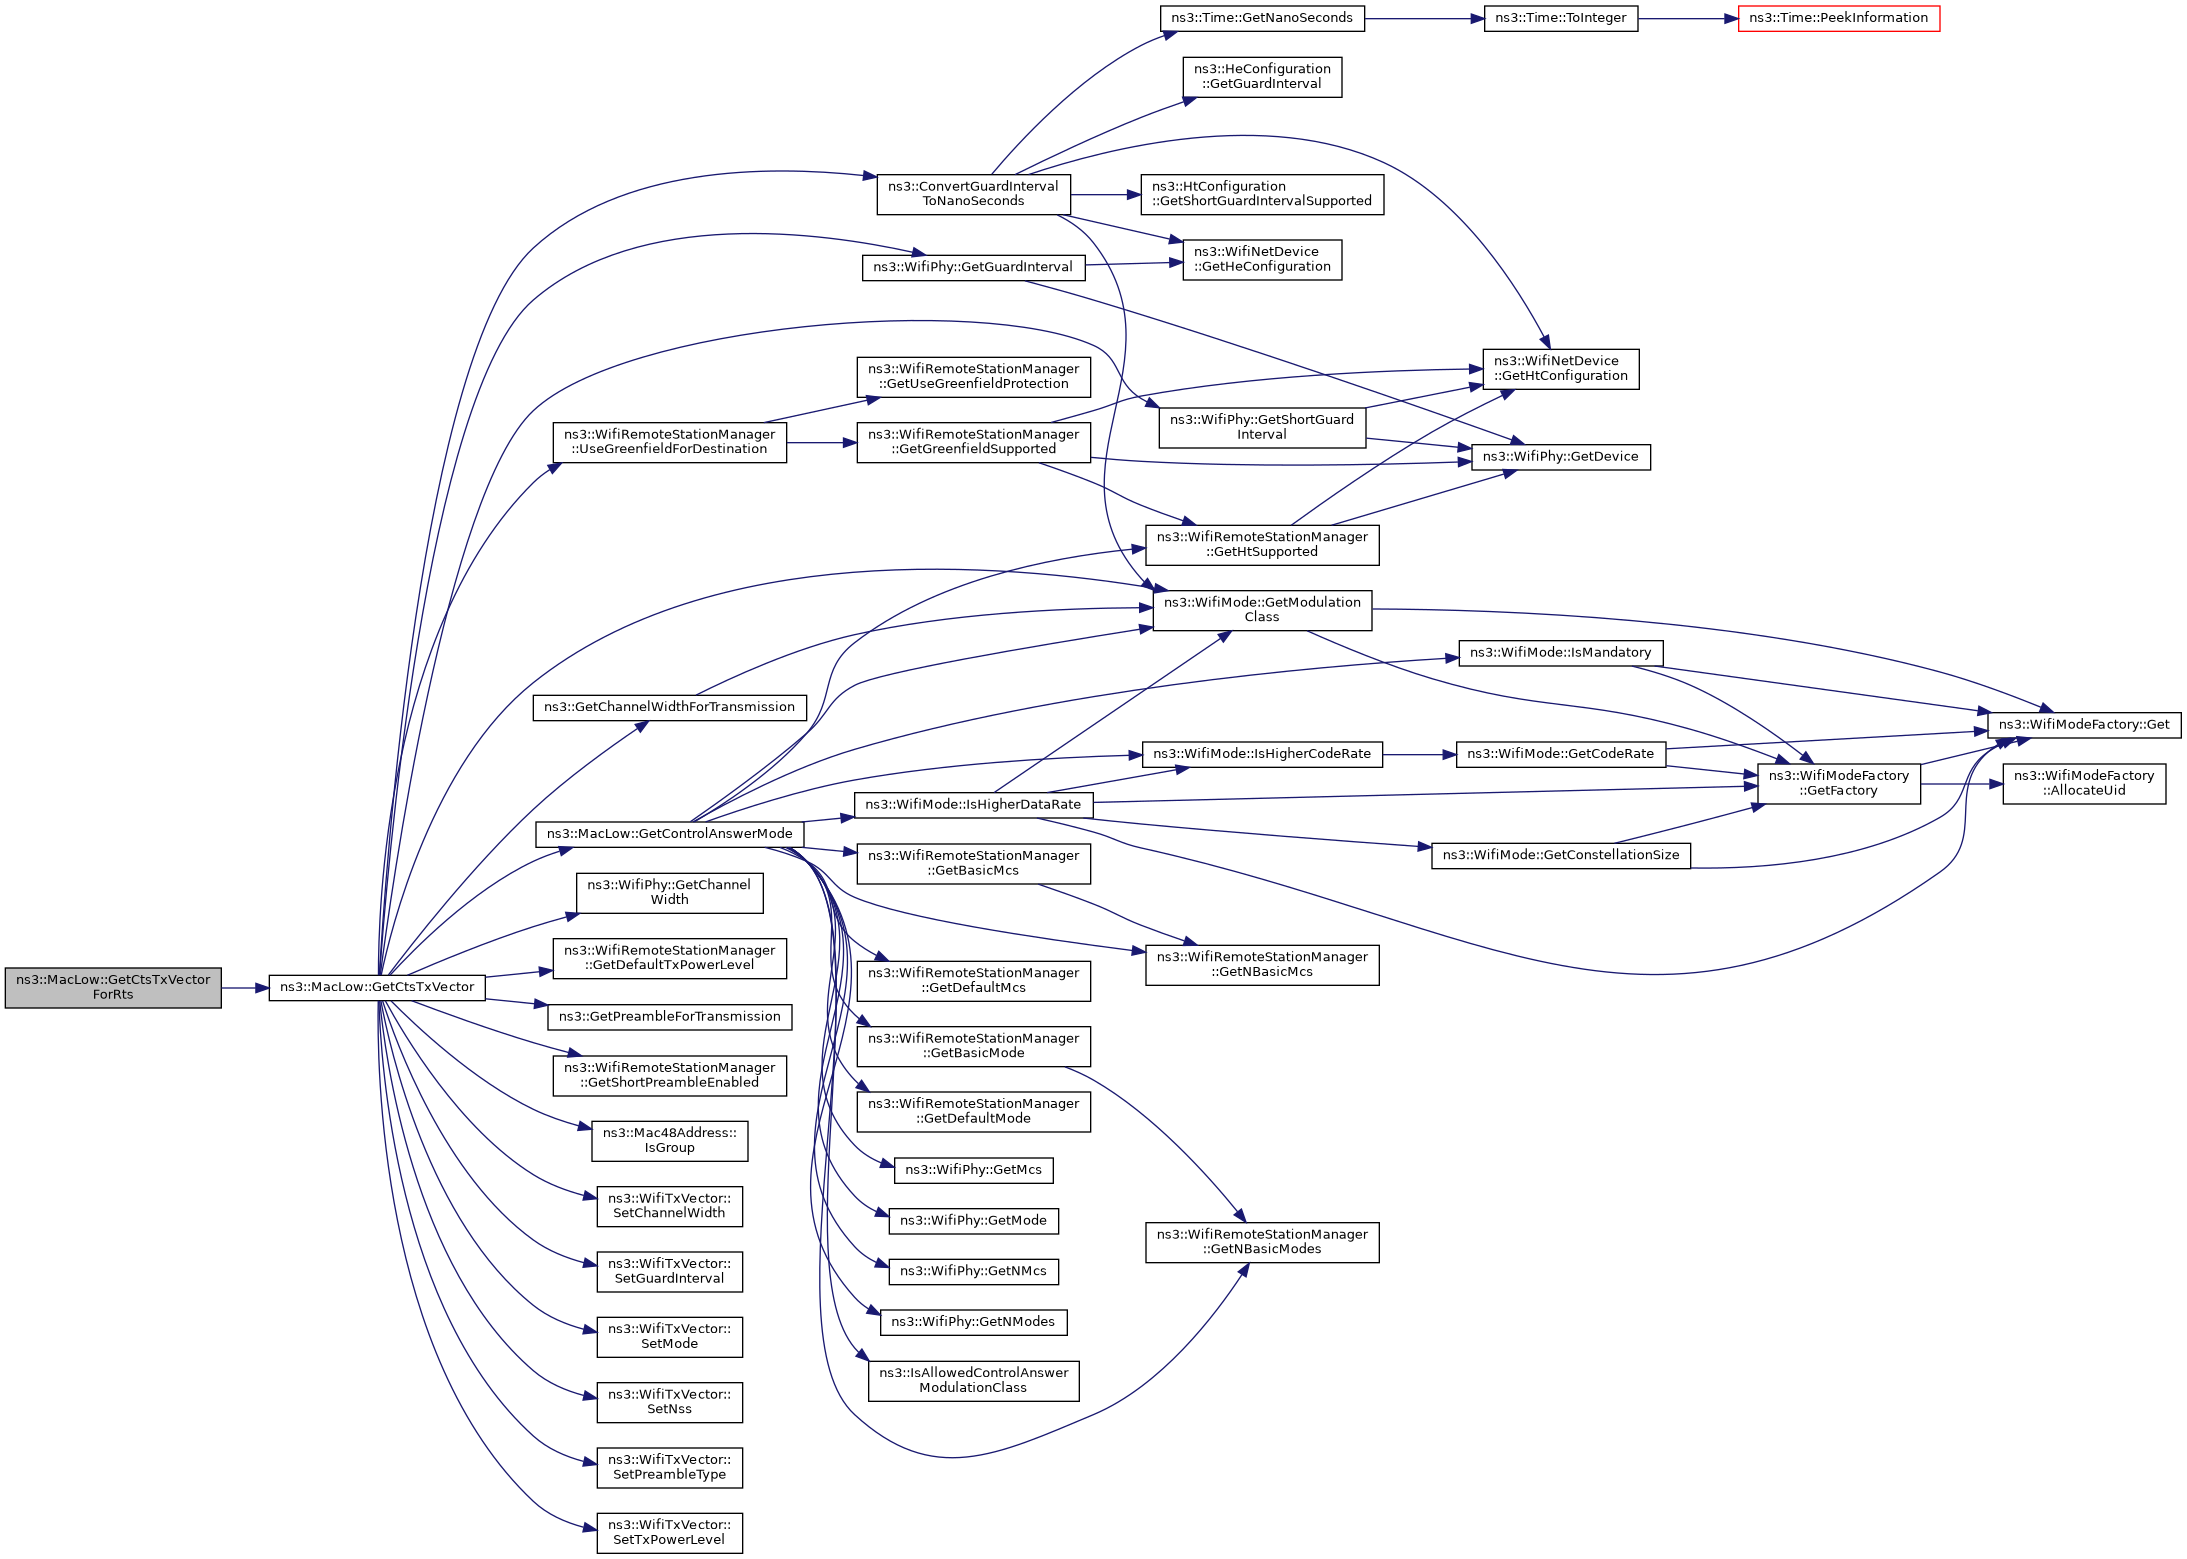 ns3::MacLow::GetCtsTxVector
ForRts
ns3::MacLow::GetCtsTxVector
ns3::ConvertGuardInterval
ToNanoSeconds
ns3::WifiPhy::GetGuardInterval
ns3::WifiRemoteStationManager
::GetUseGreenfieldProtection
ns3::WifiRemoteStationManager
::UseGreenfieldForDestination
ns3::WifiRemoteStationManager
::GetGreenfieldSupported
ns3::GetChannelWidthForTransmission
ns3::MacLow::GetControlAnswerMode
ns3::WifiPhy::GetChannel
Width
ns3::WifiRemoteStationManager
::GetDefaultTxPowerLevel
ns3::GetPreambleForTransmission
ns3::WifiRemoteStationManager
::GetShortPreambleEnabled
ns3::Mac48Address::
IsGroup
ns3::WifiTxVector::
SetChannelWidth
ns3::WifiTxVector::
SetGuardInterval
ns3::WifiTxVector::
SetMode
ns3::WifiTxVector::
SetNss
ns3::WifiTxVector::
SetPreambleType
ns3::WifiTxVector::
SetTxPowerLevel
ns3::WifiMode::IsHigherDataRate
ns3::WifiRemoteStationManager
::GetBasicMcs
ns3::WifiRemoteStationManager
::GetDefaultMcs
ns3::WifiRemoteStationManager
::GetBasicMode
ns3::WifiRemoteStationManager
::GetDefaultMode
ns3::WifiPhy::GetMcs
ns3::WifiPhy::GetMode
ns3::WifiPhy::GetNMcs
ns3::WifiPhy::GetNModes
ns3::IsAllowedControlAnswer
ModulationClass
ns3::Time::GetNanoSeconds
ns3::HeConfiguration
::GetGuardInterval
ns3::HtConfiguration
::GetShortGuardIntervalSupported
ns3::WifiNetDevice
::GetHeConfiguration
ns3::WifiPhy::GetShortGuard
Interval
ns3::WifiRemoteStationManager
::GetHtSupported
ns3::WifiMode::GetModulation
Class
ns3::WifiMode::IsHigherCodeRate
ns3::WifiRemoteStationManager
::GetNBasicMcs
ns3::WifiRemoteStationManager
::GetNBasicModes
ns3::Time::ToInteger
ns3::WifiNetDevice
::GetHtConfiguration
ns3::WifiPhy::GetDevice
ns3::WifiMode::IsMandatory
ns3::WifiMode::GetCodeRate
ns3::WifiMode::GetConstellationSize
ns3::Time::PeekInformation
ns3::WifiModeFactory
::GetFactory
ns3::WifiModeFactory::Get
ns3::WifiModeFactory
::AllocateUid